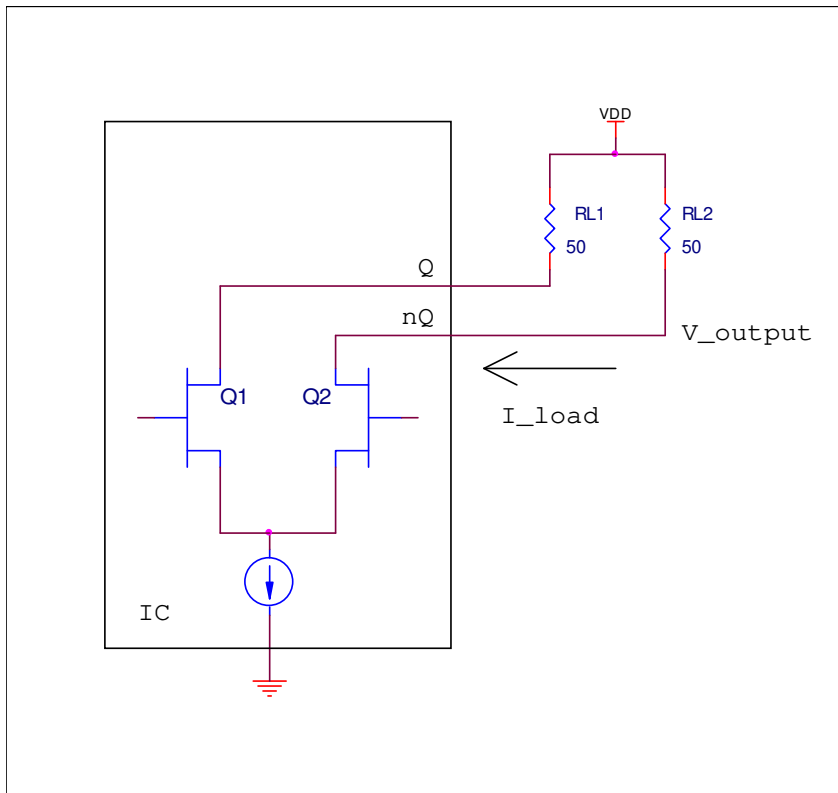 VDD
RL1 RL2
50 50
Q
nQ
V_output
Q1 Q2
I_load
IC